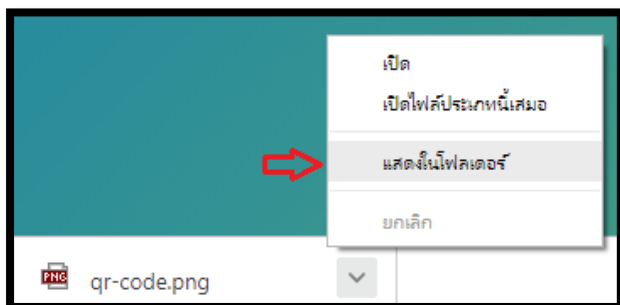 เปิด
เปิดไฟล์ประเภทนี้เสมอ
แสดงในโฟลเดอร์
ยกเลิก
PNG
qr-code.png